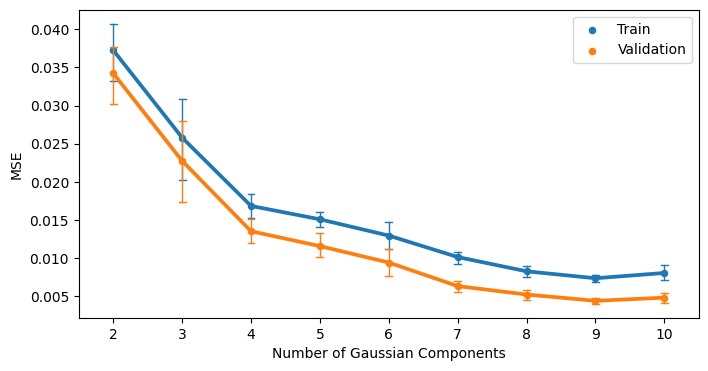 0.040
0.035
0.030
0.025
0.020
0.015
0.010
0.005
MSE
2 3 4 5 6 7 8 9 10
Number of Gaussian Components
Train
Validation